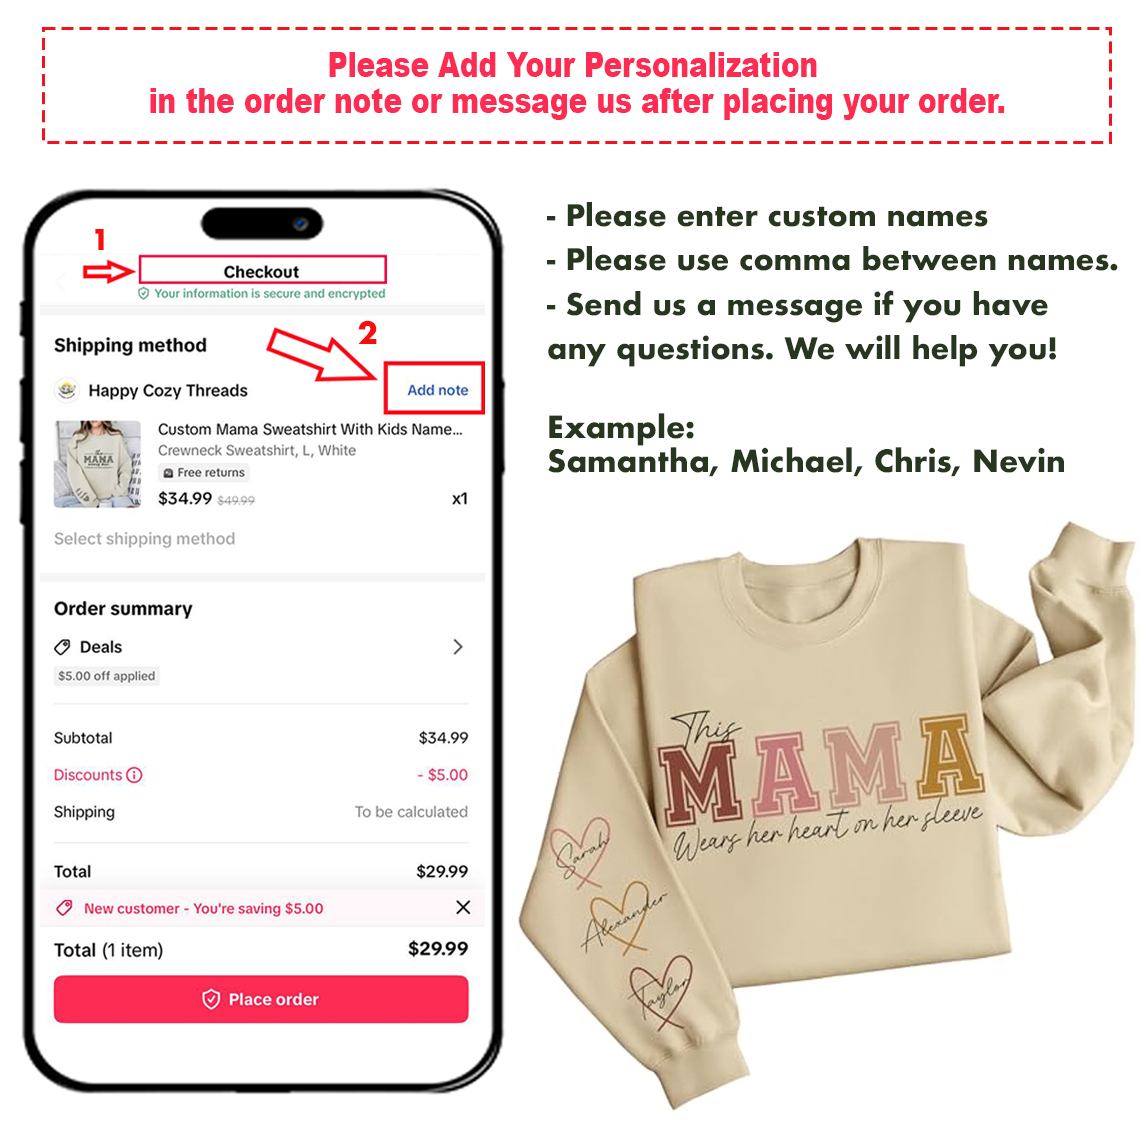 Please Add Your Personalization
in the order note or message us after placing your order.
1
Checkout
Your information is secure and encrypted
2
Shipping method
Happy Cozy Threads
Add note
Custom Mama Sweatshirt With Kids Name...
Crewneck Sweatshirt, L, White
Free returns
$34.99 $49.99
x1
Select shipping method
Order summary
Deals
$5.00 off applied
Subtotal
$34.99
Discounts
- $5.00
Shipping
To be calculated
Total
$29.99
New customer - You're saving $5.00
Total (1 item)
$29.99
Place order
- Please enter custom names
- Please use comma between names.
- Send us a message if you have
any questions. We will help you!
Example:
Samantha, Michael, Chris, Nevin
This
MAMA
Wears her heart on her sleeve
Sarah
Alexander
Taylor